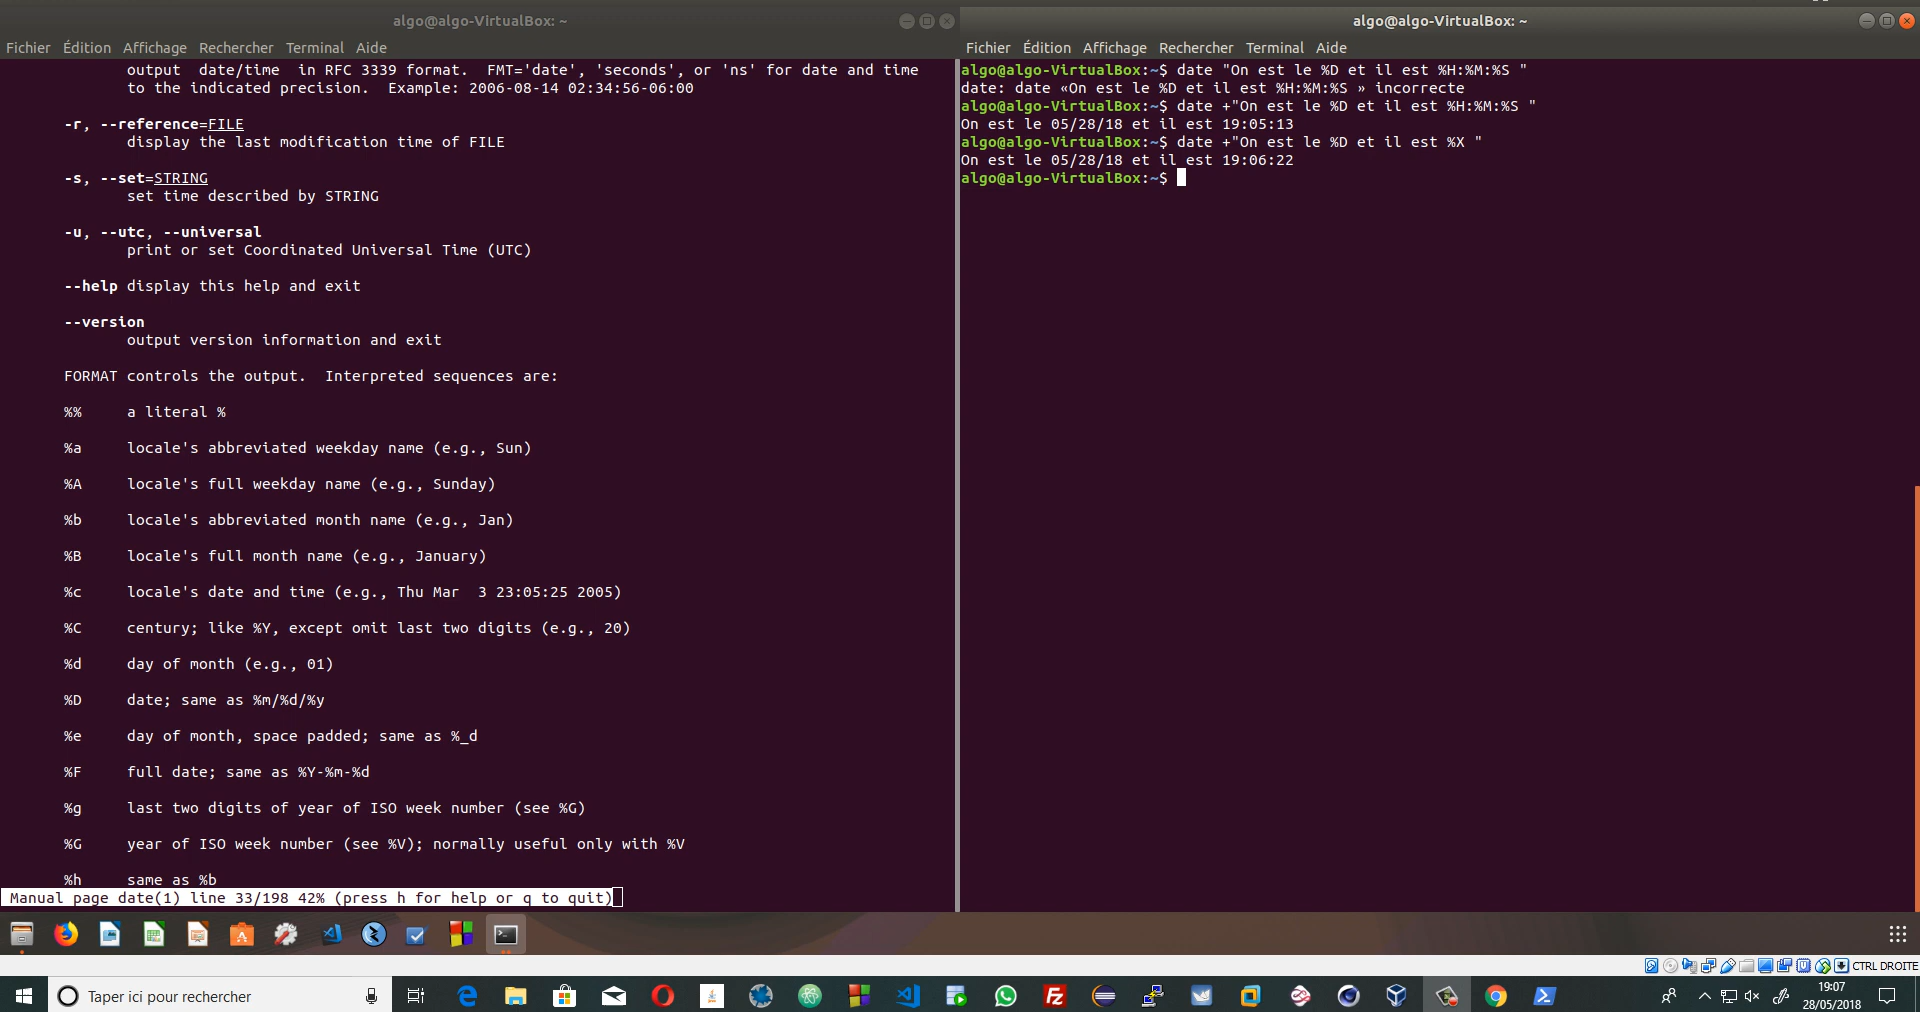 algo@algo-VirtualBox: ~
Fichier Édition Affichage Rechercher Terminal Aide
output date/time in RFC 3339 format. FMT='date', 'seconds', or 'ns' for date and time
to the indicated precision. Example: 2006-08-14 02:34:56-06:00
-r, --reference=FILE
display the last modification time of FILE
-s, --set=STRING
set time described by STRING
-u, --utc, --universal
print or set Coordinated Universal Time (UTC)
--help display this help and exit
--version
output version information and exit
FORMAT controls the output. Interpreted sequences are:
%% a literal %
%a locale's abbreviated weekday name (e.g., Sun)
%A locale's full weekday name (e.g., Sunday)
%b locale's abbreviated month name (e.g., Jan)
%B locale's full month name (e.g., January)
%c locale's date and time (e.g., Thu Mar  3 23:05:25 2005)
%C century; like %Y, except omit last two digits (e.g., 20)
%d day of month (e.g., 01)
%D date; same as %m/%d/%y
%e day of month, space padded; same as %_d
%F full date; same as %Y-%m-%d
%g last two digits of year of ISO week number (see %G)
%G year of ISO week number (see %V); normally useful only with %V
%h same as %b
Manual page date(1) line 33/198 42% (press h for help or q to quit)
algo@algo-VirtualBox: ~
Fichier Édition Affichage Rechercher Terminal Aide
algo@algo-VirtualBox:~$ date "On est le %D et il est %H:%M:%S "
date: date «On est le %D et il est %H:%M:%S » incorrecte
algo@algo-VirtualBox:~$ date +"On est le %D et il est %H:%M:%S "
On est le 05/28/18 et il est 19:05:13
algo@algo-VirtualBox:~$ date +"On est le %D et il est %X "
On est le 05/28/18 et il est 19:06:22
algo@algo-VirtualBox:~$
CTRL DROITE
Taper ici pour rechercher
19:07
28/05/2018